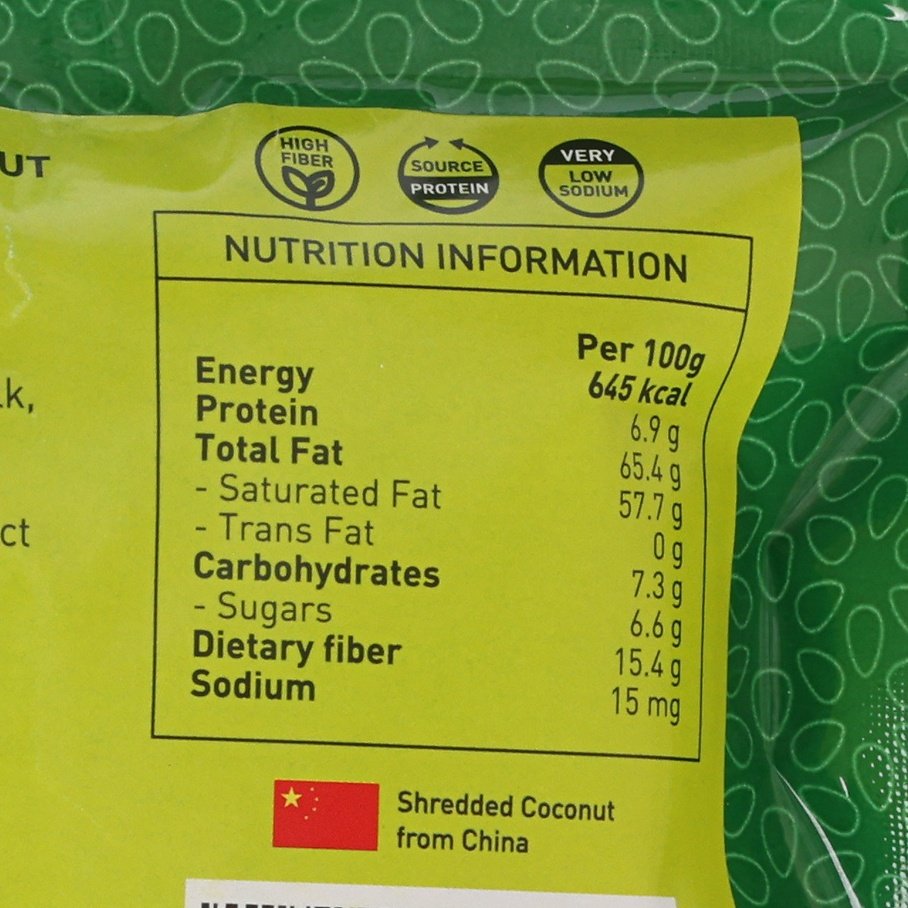 UT
HIGH
FIBER
SOURCE
PROTEIN
VERY
LOW
SODIUM
NUTRITION INFORMATION
Per 100g
Energy 645 kcal
Protein 6.9 g
Total Fat 65.4 g
- Saturated Fat 57.7 g
- Trans Fat 0 g
Carbohydrates 7.3 g
- Sugars 6.6 g
Dietary fiber 15.4 g
Sodium 15 mg
k,
ct
Shredded Coconut
from China